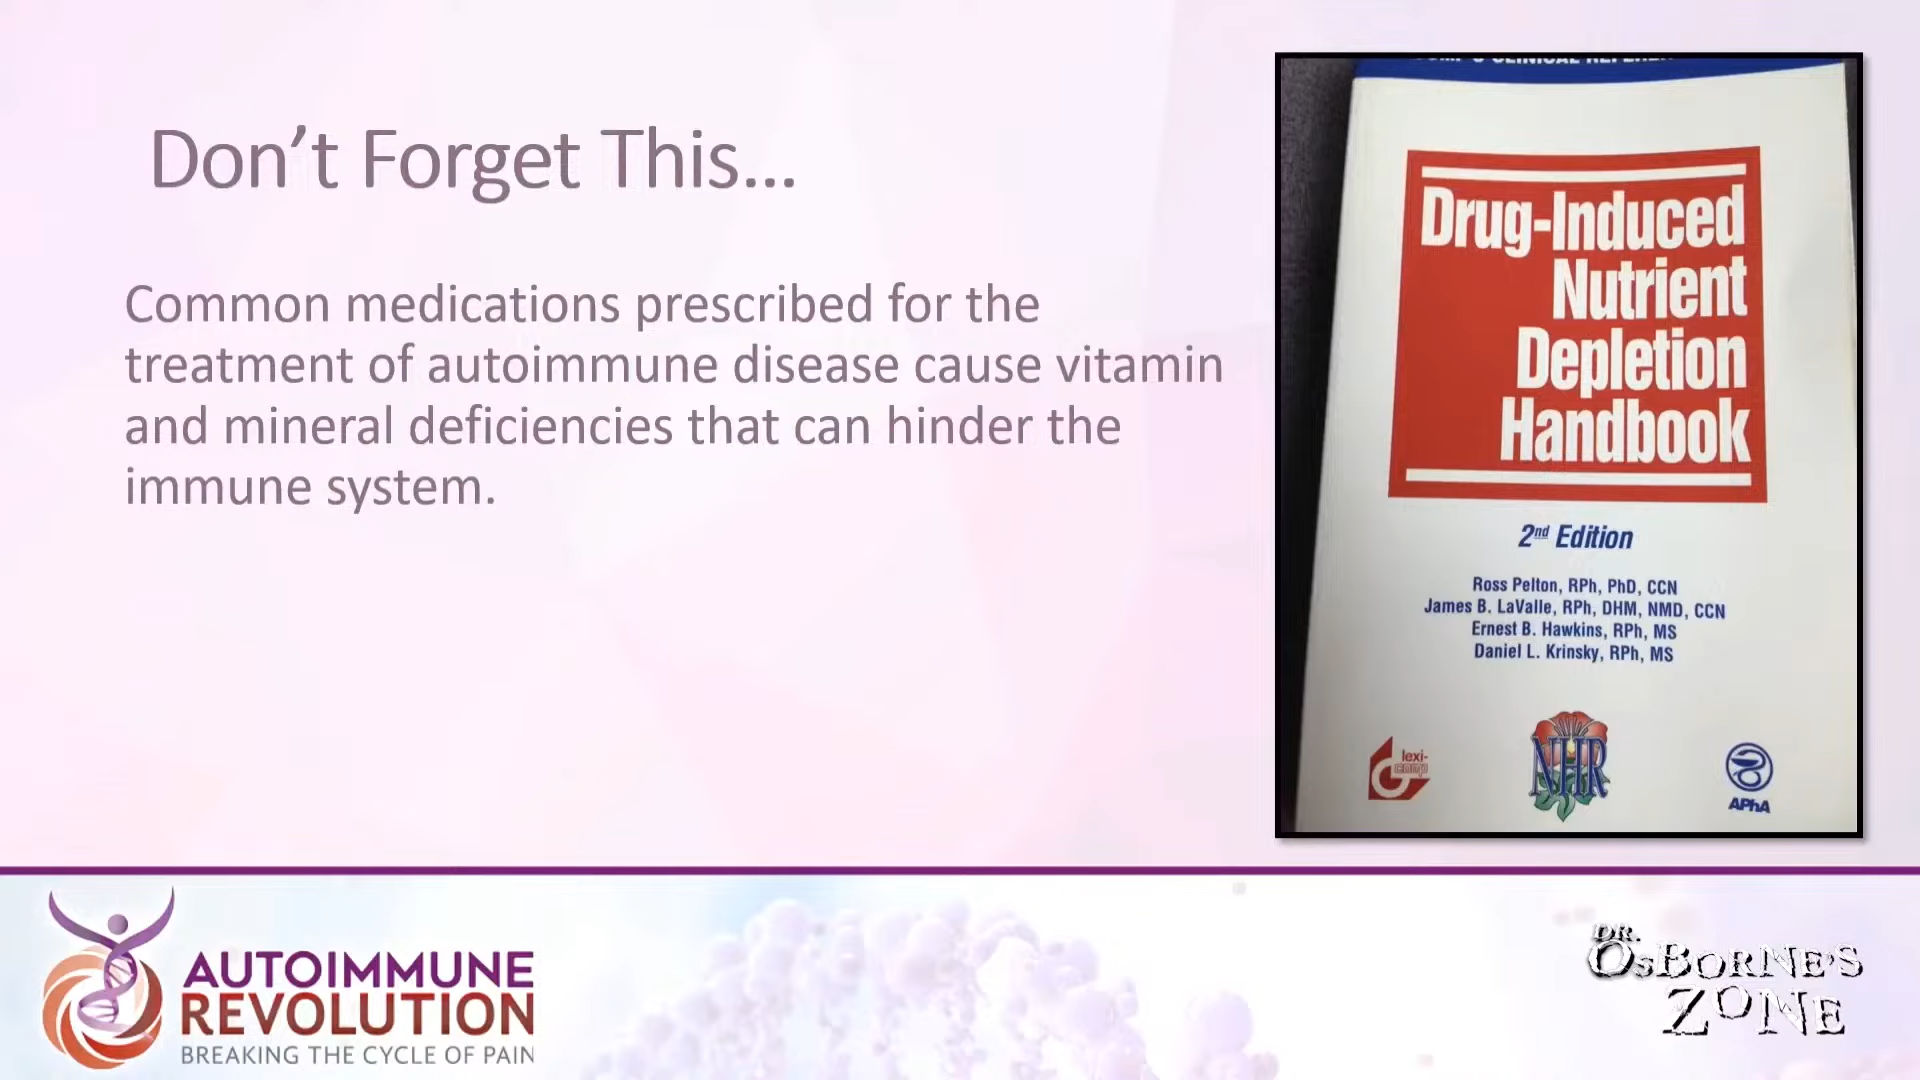 Don’t Forget This...
Common medications prescribed for the
treatment of autoimmune disease cause vitamin
and mineral deficiencies that can hinder the
immune system.
CLINICAL
Drug-Induced
Nutrient
Depletion
Handbook
2nd Edition
Ross Pelton, RPh, PhD, CCN
James B. LaValle, RPh, DHM, NMD, CCN
Ernest B. Hawkins, RPh, MS
Daniel L. Krinsky, RPh, MS
lexi-
comp
NHR
APhA
AUTOIMMUNE
REVOLUTION
BREAKING THE CYCLE OF PAIN
DR.
OSBORNE'S
ZONE